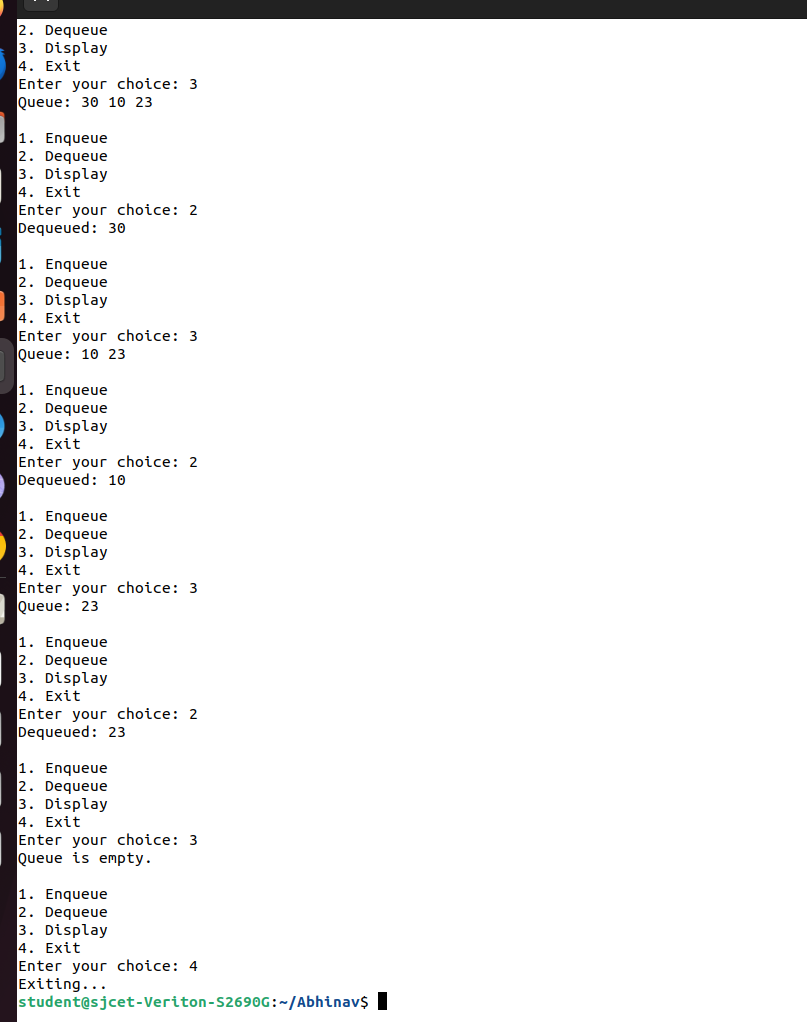 2. Dequeue
3. Display
4. Exit
Enter your choice: 3
Queue: 30 10 23

1. Enqueue
2. Dequeue
3. Display
4. Exit
Enter your choice: 2
Dequeued: 30

1. Enqueue
2. Dequeue
3. Display
4. Exit
Enter your choice: 3
Queue: 10 23

1. Enqueue
2. Dequeue
3. Display
4. Exit
Enter your choice: 2
Dequeued: 10

1. Enqueue
2. Dequeue
3. Display
4. Exit
Enter your choice: 3
Queue: 23

1. Enqueue
2. Dequeue
3. Display
4. Exit
Enter your choice: 2
Dequeued: 23

1. Enqueue
2. Dequeue
3. Display
4. Exit
Enter your choice: 3
Queue is empty.

1. Enqueue
2. Dequeue
3. Display
4. Exit
Enter your choice: 4
Exiting...
student@sjcet-Veriton-S2690G:~/Abhinav$